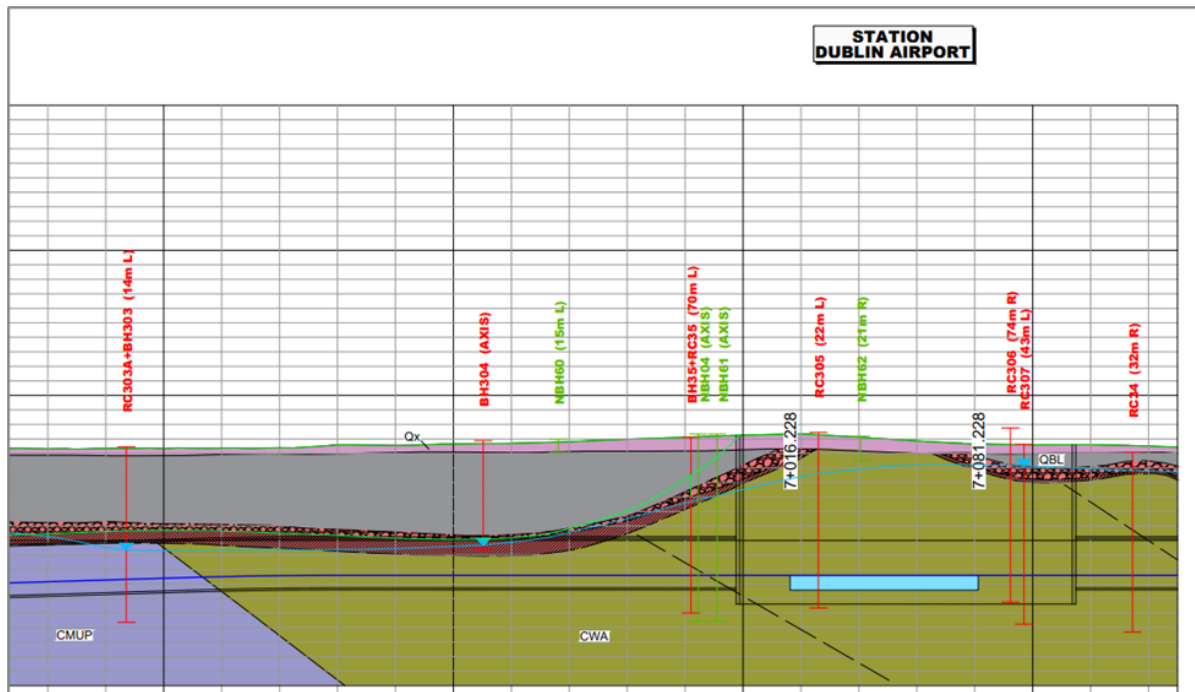 STATION
DUBLIN AIRPORT
RC303A+BH303 (14m L)
BH304 (AXIS)
NBH60 (15m L)
BH35+RC35 (70m L)
NBH04 (AXIS)
NBH61 (AXIS)
RC305 (22m L)
NBH62 (21m R)
RC306 (74m R)
RC307 (43m L)
RC34 (32m R)
7+016.228
7+081.228
Qx
QBL
CMUP
CWA